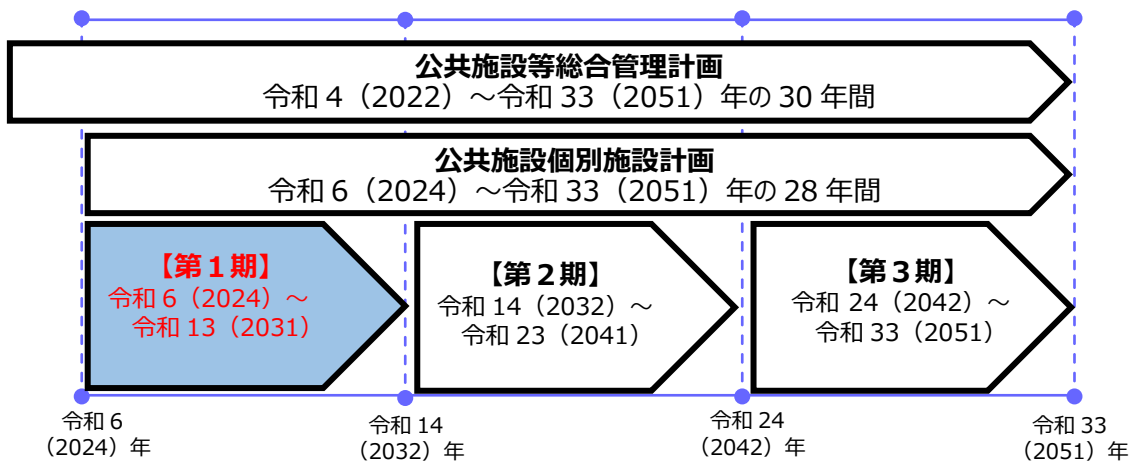 公共施設等総合管理計画
令和 4（2022）～令和 33（2051）年の 30 年間
公共施設個別施設計画
令和 6（2024）～令和 33（2051）年の 28 年間
【第１期】
令和 6（2024）～
令和 13（2031）
【第２期】
令和 14（2032）～
令和 23（2041）
【第３期】
令和 24（2042）～
令和 33（2051）
令和 6
（2024）年
令和 14
（2032）年
令和 24
（2042）年
令和 33
（2051）年